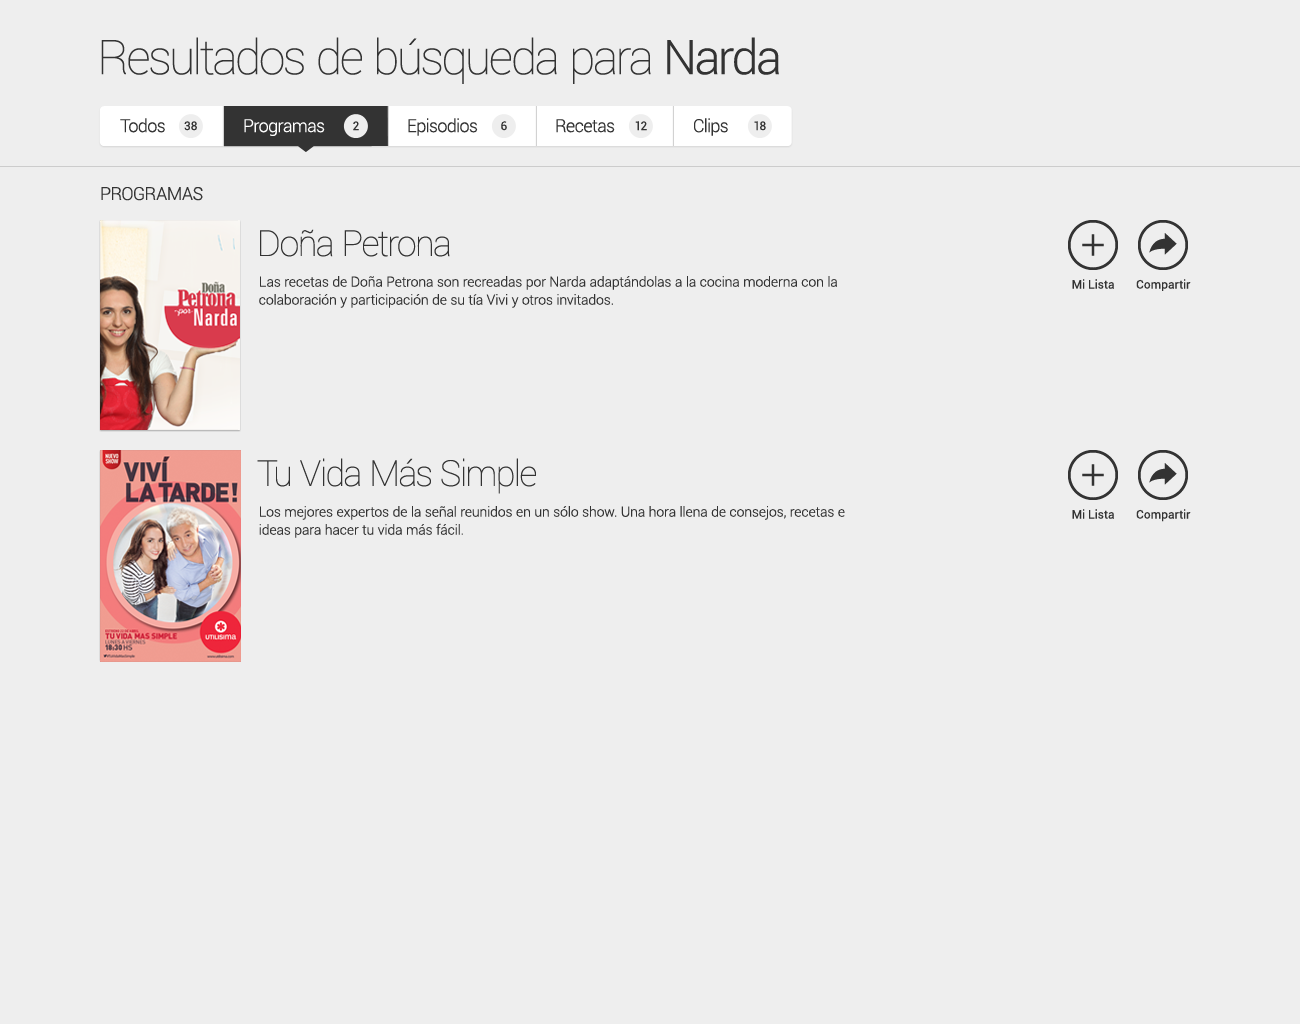 Resultados de búsqueda para Narda
Todos 38
Programas 2
Episodios 6
Recetas 12
Clips 18
PROGRAMAS
Doña
Petrona
-por-
Narda
Doña Petrona
Las recetas de Doña Petrona son recreadas por Narda adaptándolas a la cocina moderna con la
colaboración y participación de su tía Vivi y otros invitados.
Mi Lista
Compartir
NUEVO
SHOW
VIVÍ
LA TARDE!
TU VIDA MAS SIMPLE
LUNES A VIERNES
18:30 HS
utilisima
Tu Vida Más Simple
Los mejores expertos de la señal reunidos en un sólo show. Una hora llena de consejos, recetas e
ideas para hacer tu vida más fácil.
Mi Lista
Compartir